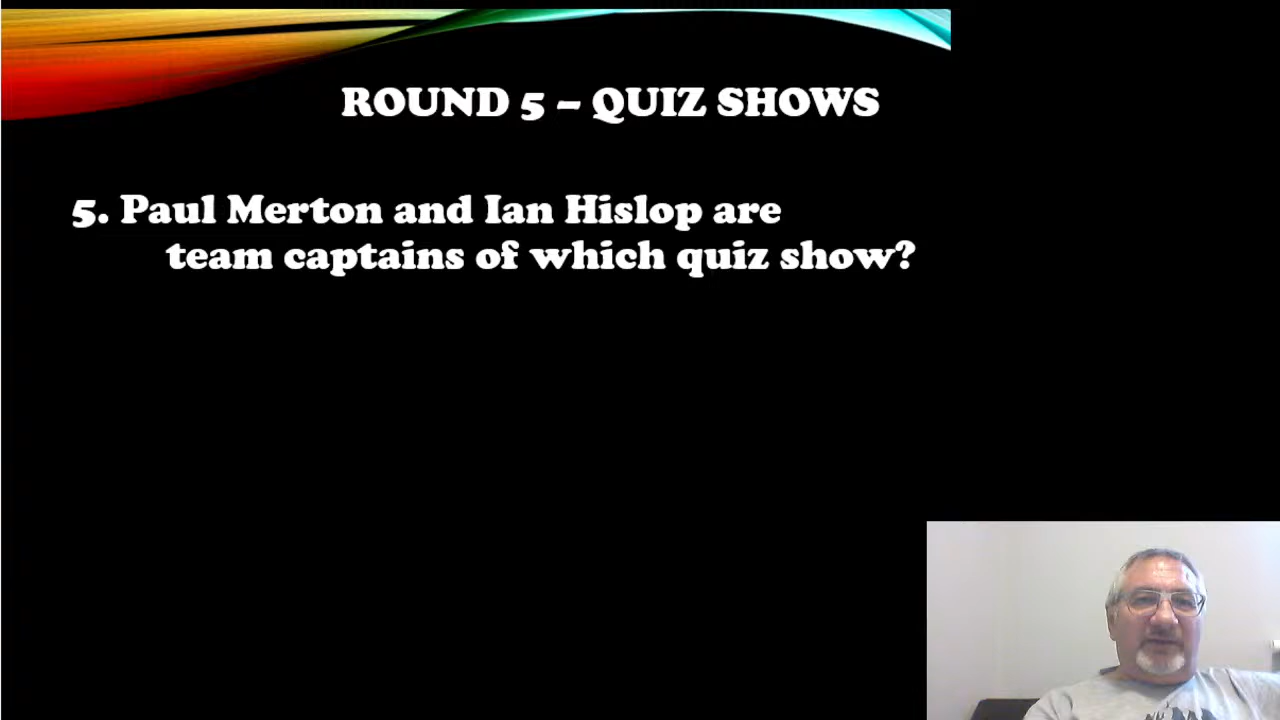 ROUND 5 – QUIZ SHOWS
5. Paul Merton and Ian Hislop are
team captains of which quiz show?